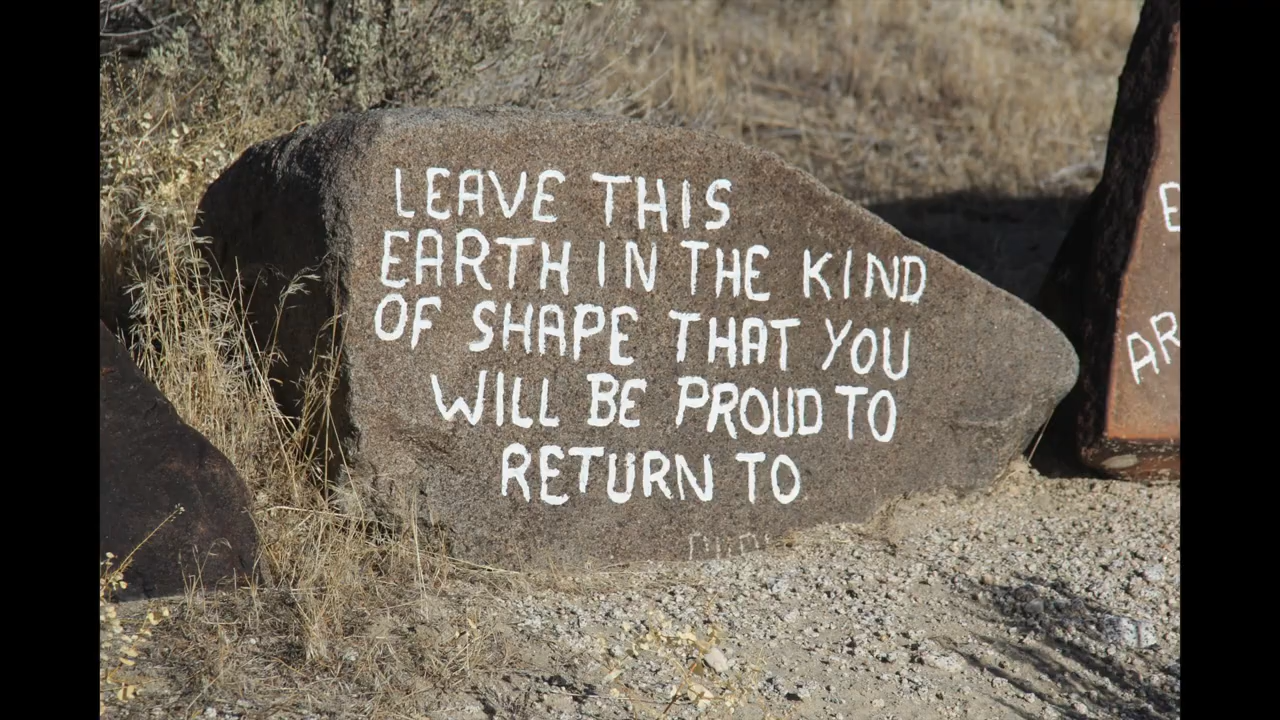 LEAVE THIS
EARTH IN THE KIND
OF SHAPE THAT YOU
WILL BE PROUD TO
RETURN TO